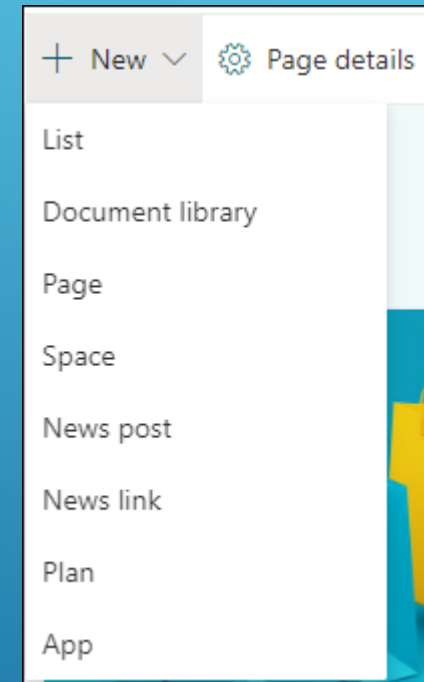 + New Page details
List
Document library
Page
Space
News post
News link
Plan
App